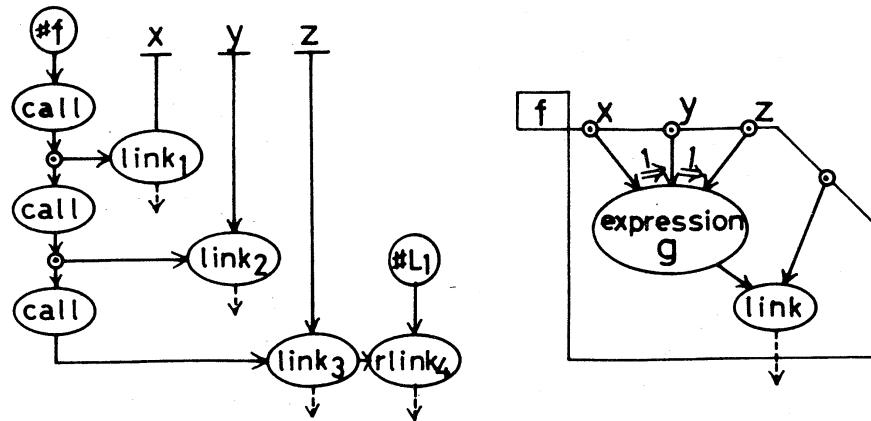 #f
x
y
z
call
link1
call
link2
#L1
call
link3
rlink4
f
x
y
z
1
1
expression
g
link